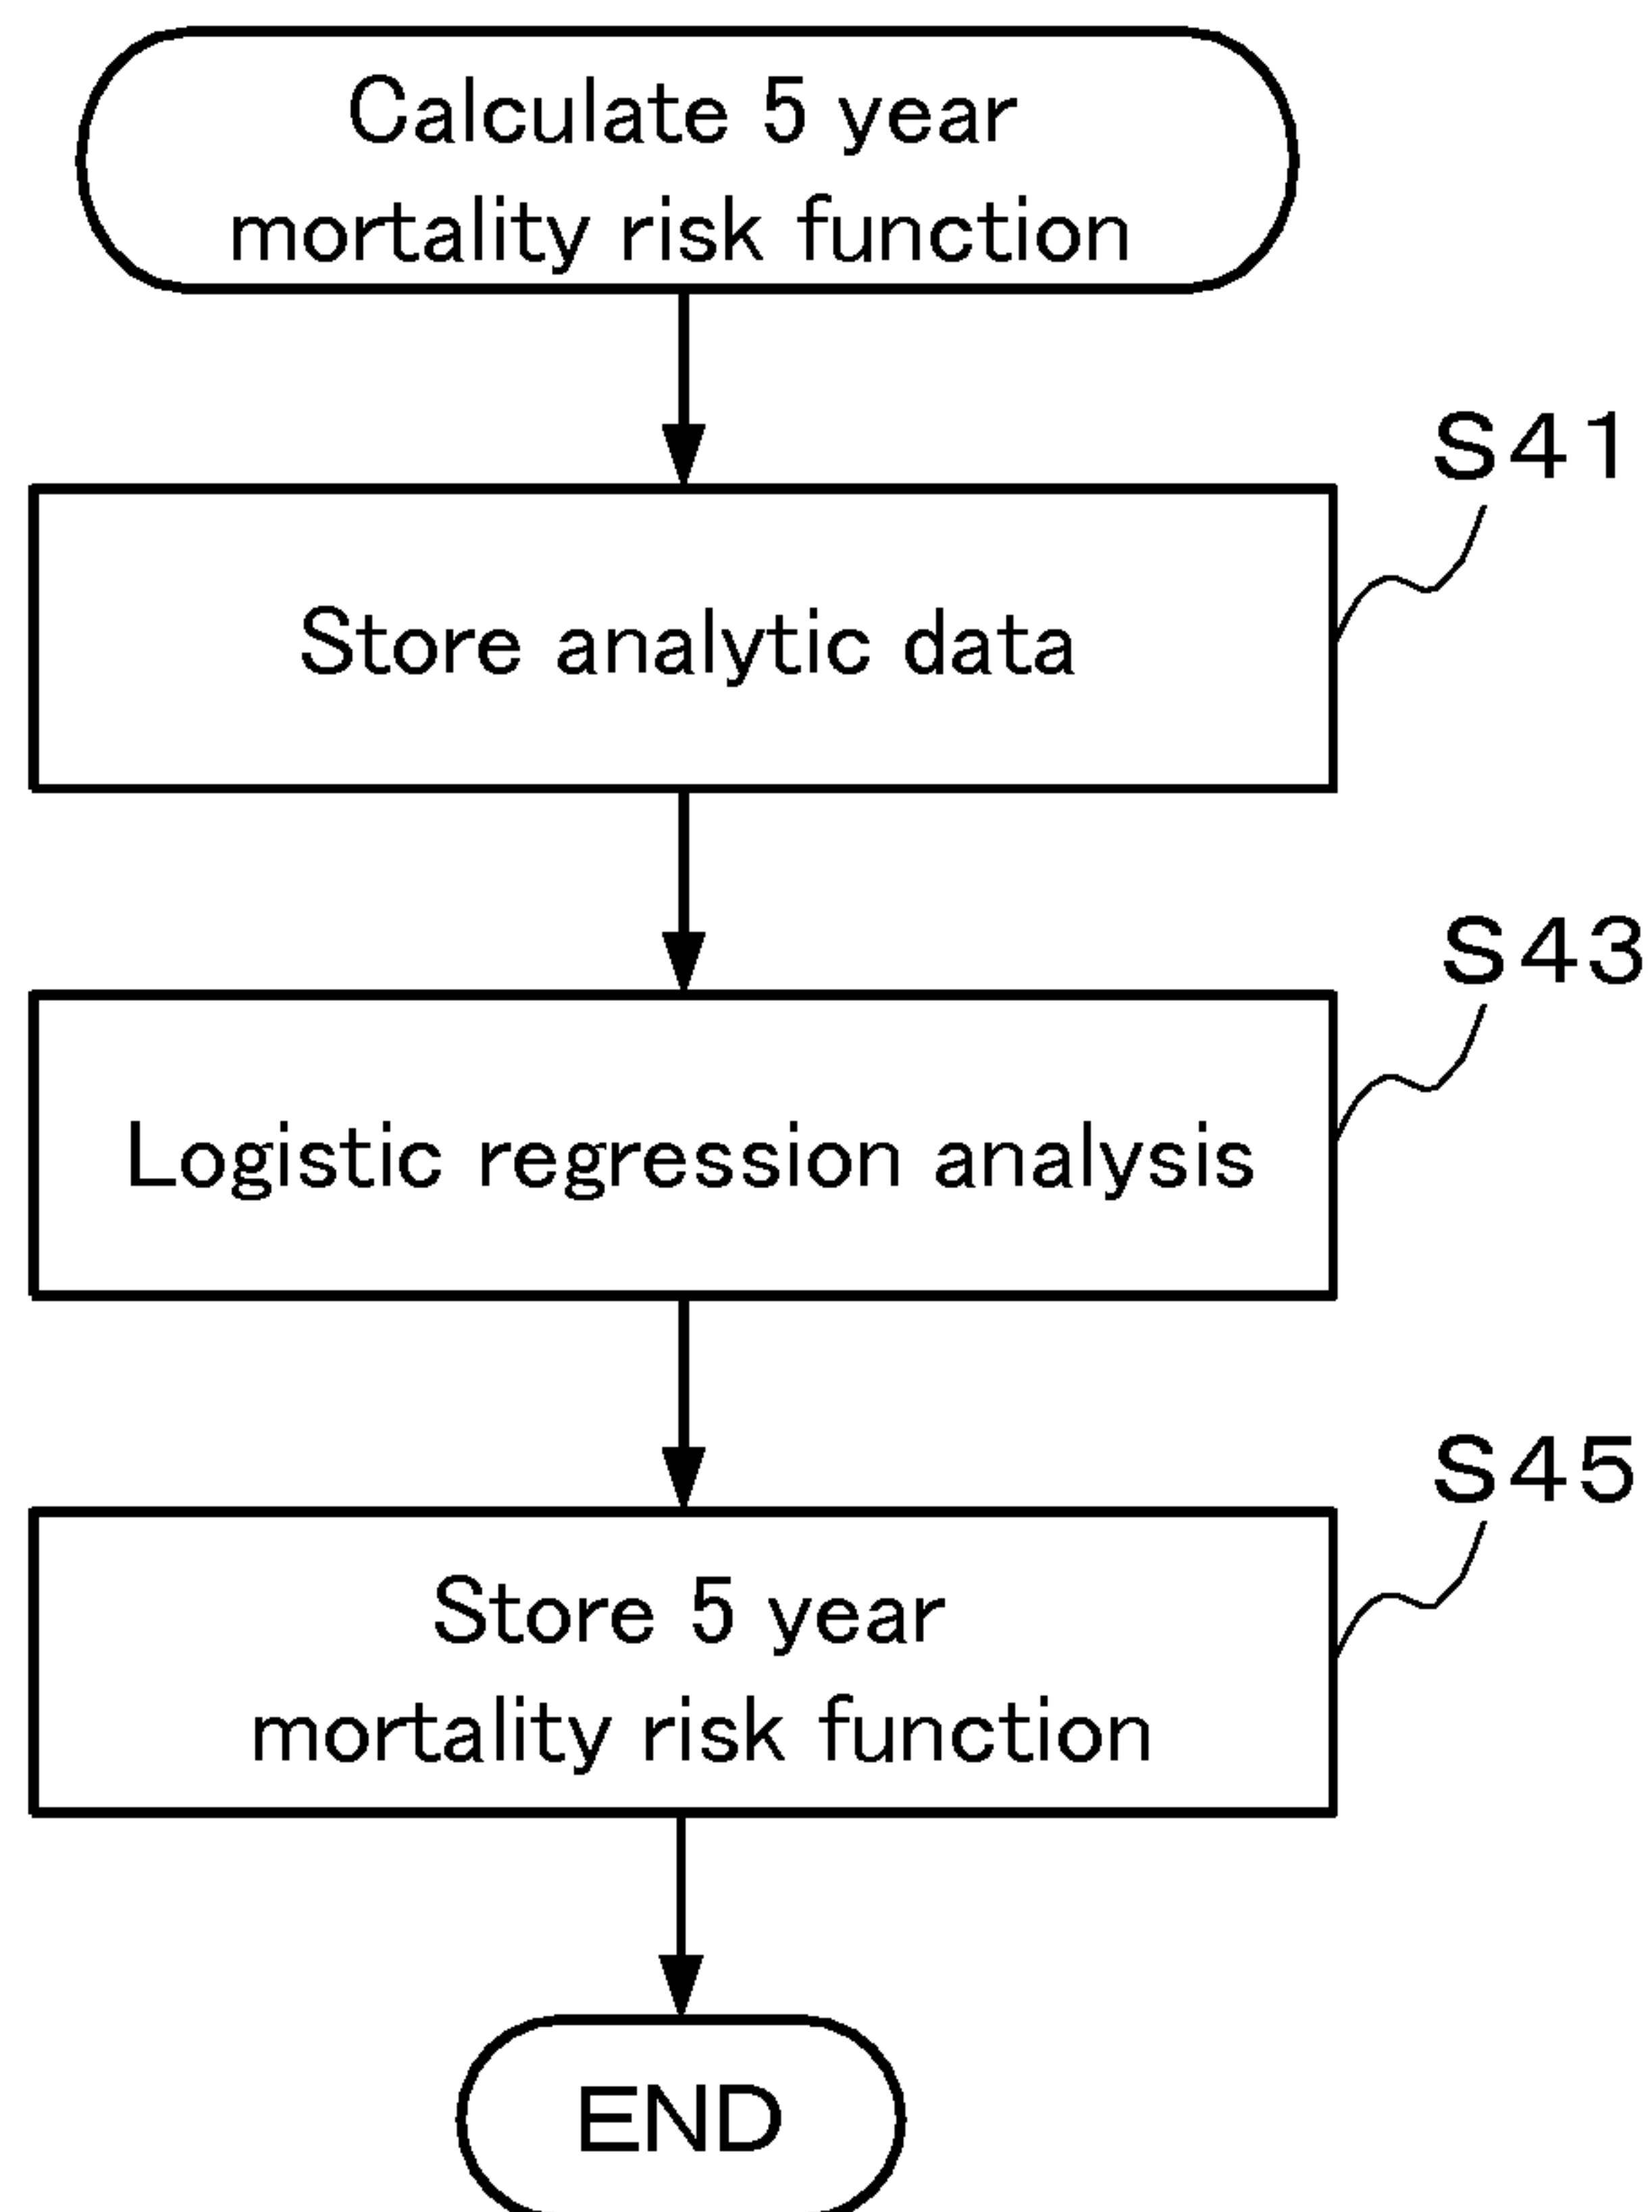 Calculate 5 year
mortality risk function
S41
Store analytic data
S43
Logistic regression analysis
S45
Store 5 year
mortality risk function
END